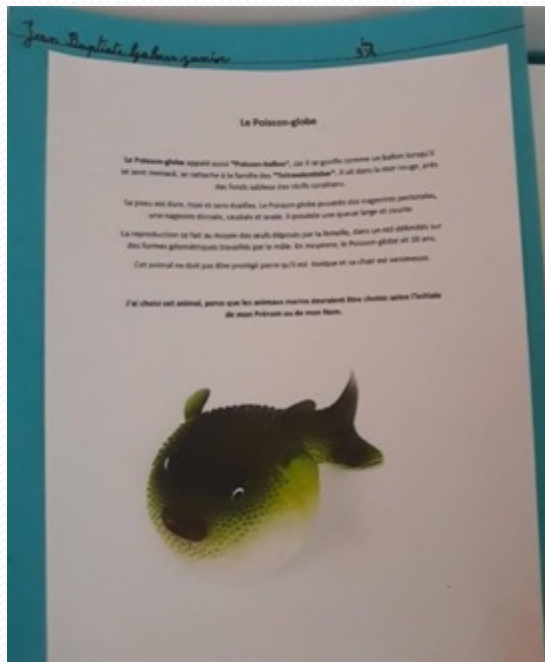 Jean Baptiste junior
Le Poisson-globe
Le Poisson-globe appelé aussi "Poisson-ballon", car il se gonfle comme un ballon lorsqu'il
se sent menacé, se rattache à la famille des "Tetraodontidae". Il vit dans la mer rouge, près
des fonds sableux des récifs coralliens.
Sa peau est dure, lisse et sans écailles. Le Poisson-globe possède des nageoires pectorales,
une nageoire dorsale, caudale et anale. Il possède une queue large et courte.
La reproduction se fait au moyen des œufs déposés par la femelle, dans un nid délimités sur
des formes géométriques travaillés par le mâle. En moyenne, le Poisson-globe vit 10 ans.
Cet animal ne doit pas être protégé parce qu'il est toxique et sa chair est venimeuse.
J'ai choisi cet animal, parce que les animaux marins devraient être choisis selon l'initiale
de mon Prénom ou de mon Nom.